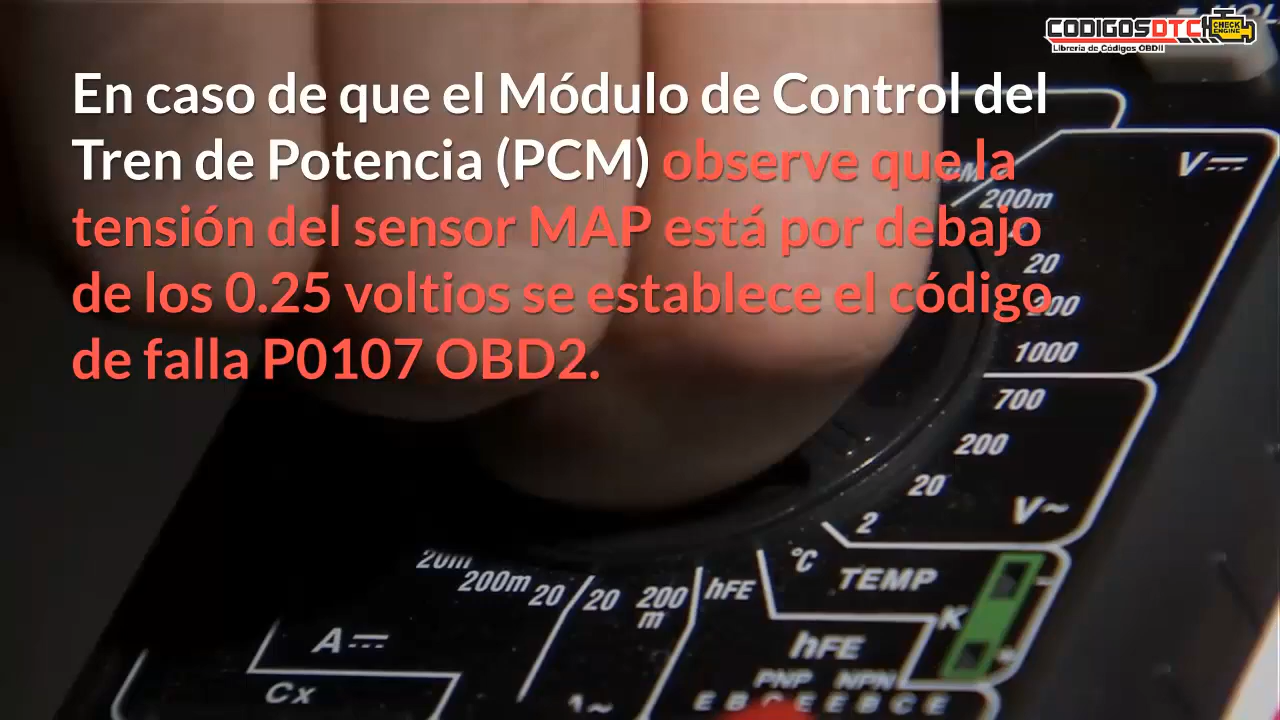 CODIGOSDTC
CHECK
ENGINE
Librería de Códigos OBDII
En caso de que el Módulo de Control del
Tren de Potencia (PCM) observe que la
tensión del sensor MAP está por debajo
de los 0.25 voltios se establece el código
de falla P0107 OBD2.
V
200m
20
200
1000
700
200
20
2
V~
°C
TEMP
K
20m
200m
20
20
200
m
hFE
A
hFE
Cx
PNP NPN
E B C E E B C E